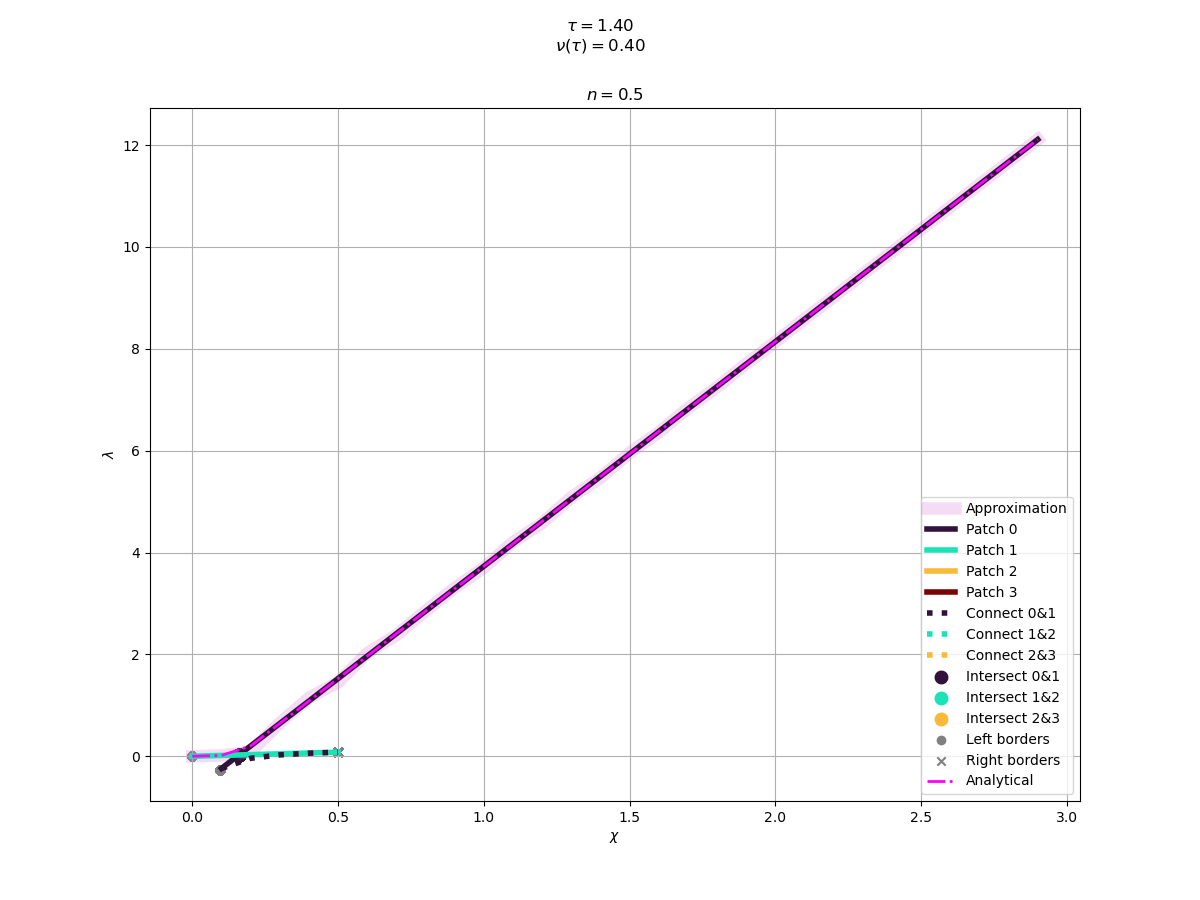 τ = 1.40
ν(τ) = 0.40
n = 0.5
12
10
8
6
4
2
0
λ
0.0 0.5 1.0 1.5 2.0 2.5 3.0
χ
Approximation
Patch 0
Patch 1
Patch 2
Patch 3
Connect 0&1
Connect 1&2
Connect 2&3
Intersect 0&1
Intersect 1&2
Intersect 2&3
Left borders
Right borders
Analytical